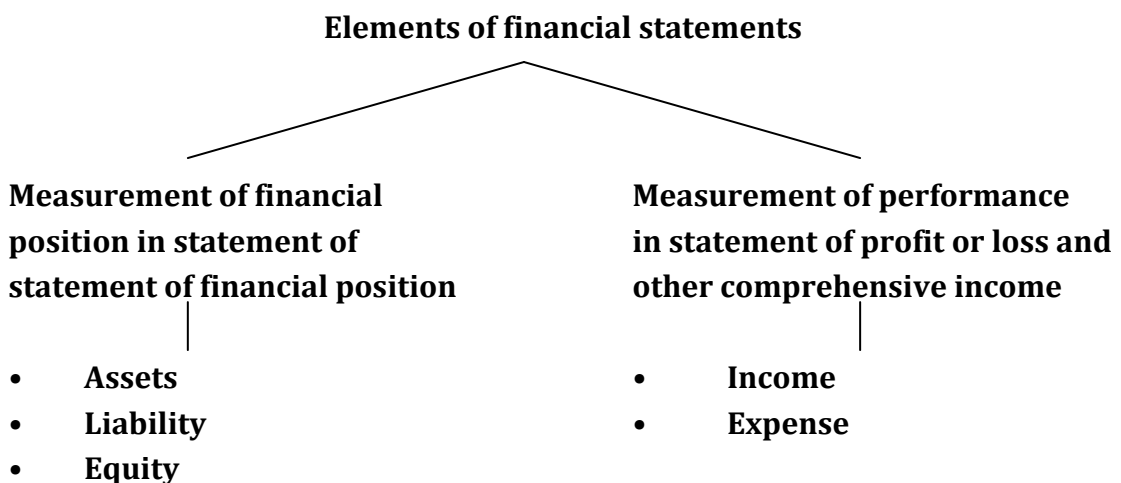 Elements of financial statements
Measurement of financial
position in statement of
statement of financial position
• Assets
• Liability
• Equity
Measurement of performance
in statement of profit or loss and
other comprehensive income
• Income
• Expense